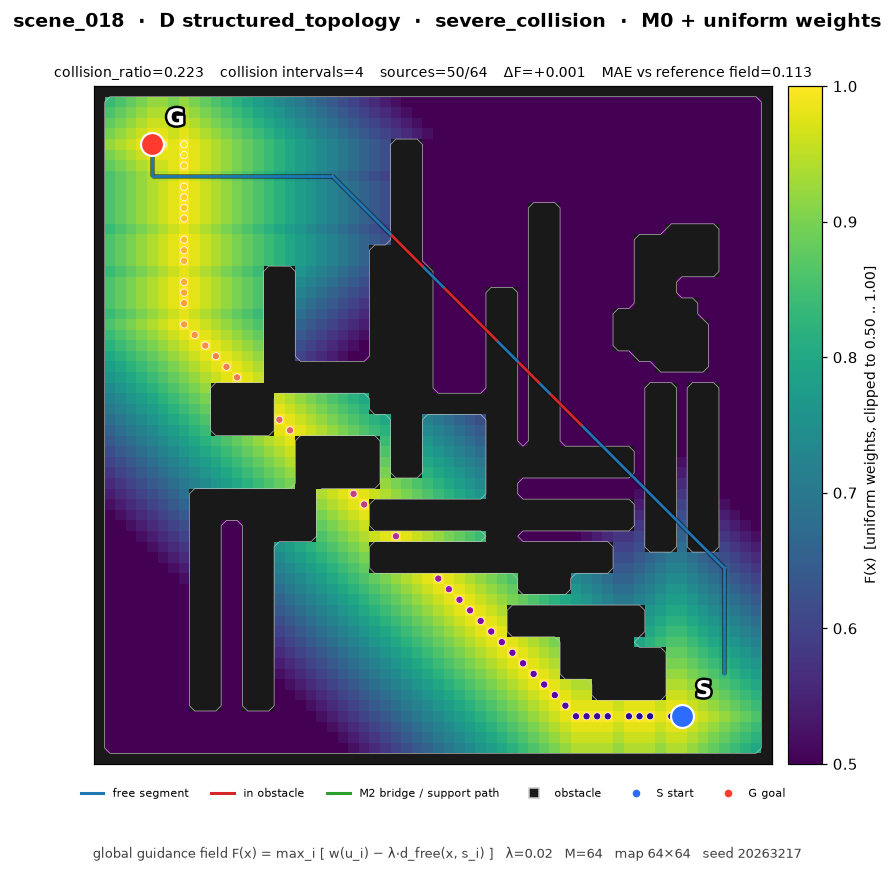 scene_018 · D structured_topology · severe_collision · M0 + uniform weights
collision_ratio=0.223 collision intervals=4 sources=50/64 ΔF=+0.001 MAE vs reference field=0.113
G
S
1.0
0.9
0.8
0.7
0.6
0.5
F(x) [uniform weights, clipped to 0.50 .. 1.00]
free segment
in obstacle
M2 bridge / support path
obstacle
S start
G goal
global guidance field F(x) = max_i [ w(u_i) − λ·d_free(x, s_i) ] λ=0.02 M=64 map 64×64 seed 20263217